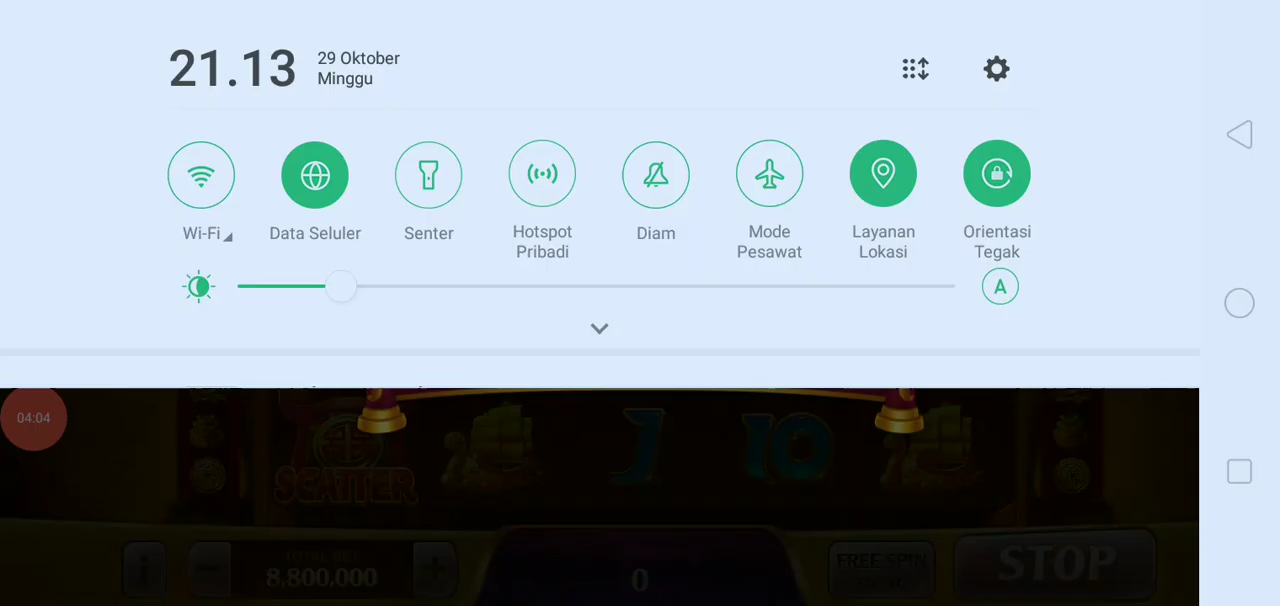 21.13
29 Oktober
Minggu
Wi-Fi
Data Seluler
Senter
Hotspot
Pribadi
Diam
Mode
Pesawat
Layanan
Lokasi
Orientasi
Tegak
A
04:04
J
10
SCATTER
TOTAL BET
8,800,000
0
FREE SPIN
STOP